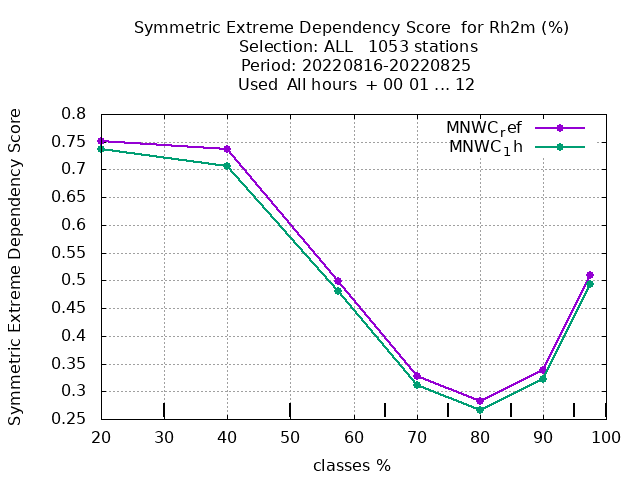 Symmetric Extreme Dependency Score for Rh2m (%)
Selection: ALL 1053 stations
Period: 20220816-20220825
Used All hours + 00 01 ... 12
MNWCref
MNWC1h
Symmetric Extreme Dependency Score
0.8
0.75
0.7
0.65
0.6
0.55
0.5
0.45
0.4
0.35
0.3
0.25
20 30 40 50 60 70 80 90 100
classes %